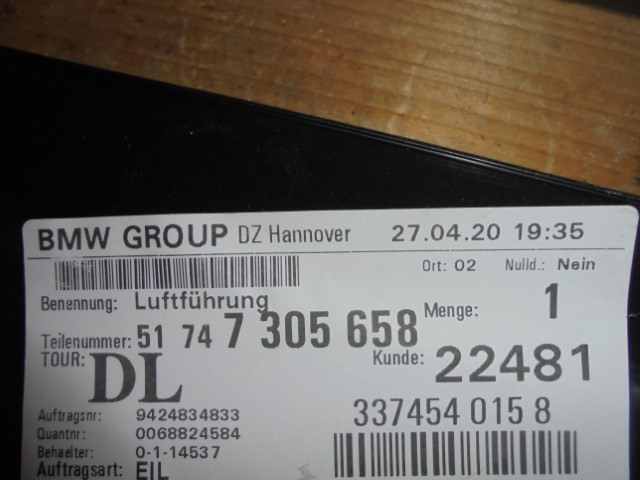 BMW GROUP DZ Hannover 27.04.20 19:35
Ort: 02 Nulld.: Nein
Benennung: Luftführung
Menge: 1
Teilenummer: 51 74 7 305 658
TOUR: DL
Kunde: 22481
Auftragsnr: 9424834833
337454 015 8
Quantnr: 0068824584
Behaelter: 0-1-14537
Auftragsart: EIL